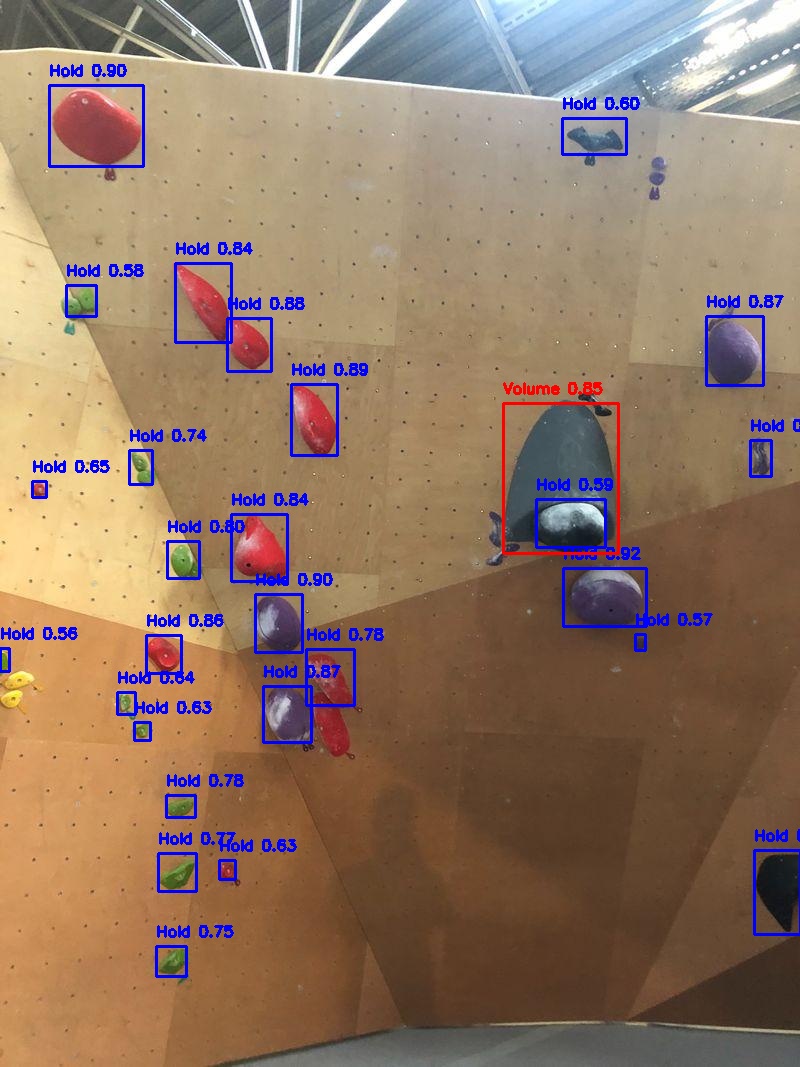 Hold 0.90
Hold 0.60
Hold 0.84
Hold 0.58
Hold 0.88
Hold 0.87
Hold 0.89
Volume 0.85
Hold 0.74
Hold 0
Hold 0.65
Hold 0.59
Hold 0.84
Hold 0.80
Hold 0.92
Hold 0.90
Hold 0.57
Hold 0.86
Hold 0.56
Hold 0.78
Hold 0.87
Hold 0.64
Hold 0.63
Hold 0.78
Hold 0.77
Hold 0.63
Hold
Hold 0.75